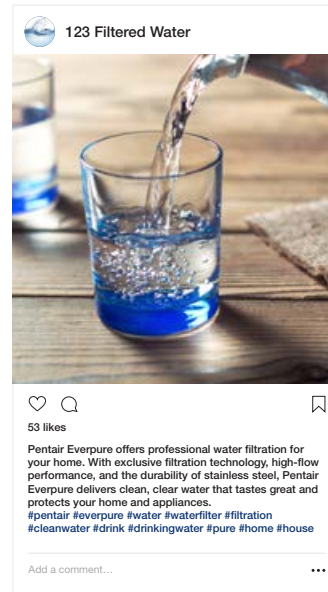 123 Filtered Water
53 likes
Pentair Everpure offers professional water filtration for
your home. With exclusive filtration technology, high-flow
performance, and the durability of stainless steel, Pentair
Everpure delivers clean, clear water that tastes great and
protects your home and appliances.
#pentair #everpure #water #waterfilter #filtration
#cleanwater #drink #drinkingwater #pure #home #house
Add a comment...